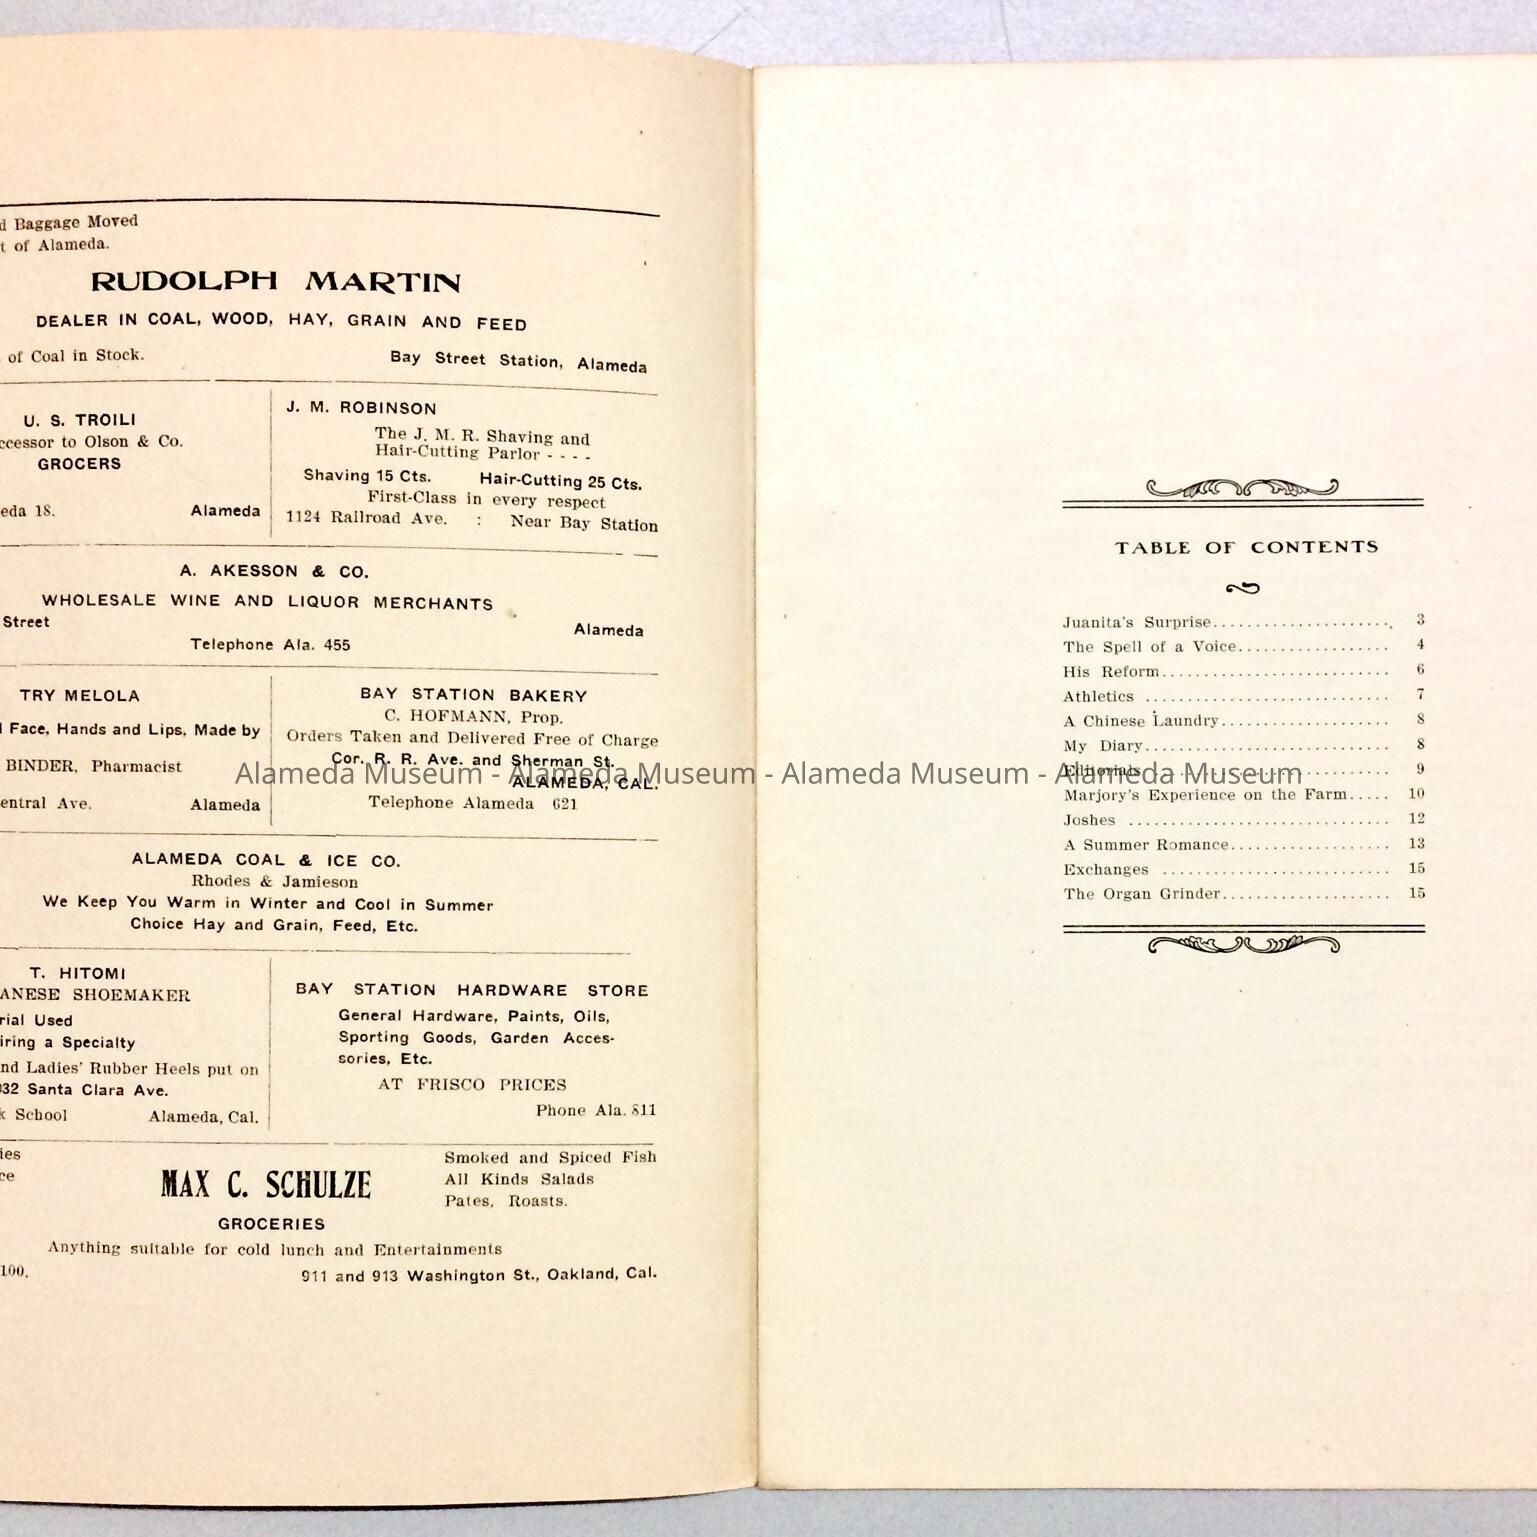 d Baggage Moved
t of Alameda.
RUDOLPH MARTIN
DEALER IN COAL, WOOD, HAY, GRAIN AND FEED
of Coal in Stock. Bay Street Station, Alameda
U. S. TROILI
ccessor to Olson & Co.
GROCERS
eda 18. Alameda
J. M. ROBINSON
The J. M. R. Shaving and
Hair-Cutting Parlor - - - -
Shaving 15 Cts. Hair-Cutting 25 Cts.
First-Class in every respect
1124 Railroad Ave. : Near Bay Station
A. AKESSON & CO.
WHOLESALE WINE AND LIQUOR MERCHANTS
Street Alameda
Telephone Ala. 455
TRY MELOLA
Face, Hands and Lips, Made by
BINDER, Pharmacist
entral Ave. Alameda
BAY STATION BAKERY
C. HOFMANN, Prop.
Orders Taken and Delivered Free of Charge
Cor. R. R. Ave. and Sherman St.
ALAMEDA, CAL.
Telephone Alameda 621
ALAMEDA COAL & ICE CO.
Rhodes & Jamieson
We Keep You Warm in Winter and Cool in Summer
Choice Hay and Grain, Feed, Etc.
T. HITOMI
ANESE SHOEMAKER
rial Used
iring a Specialty
nd Ladies' Rubber Heels put on
032 Santa Clara Ave.
k School Alameda, Cal.
BAY STATION HARDWARE STORE
General Hardware, Paints, Oils,
Sporting Goods, Garden Acces-
sories, Etc.
AT FRISCO PRICES
Phone Ala. 811
ies
ce
MAX C. SCHULZE
Smoked and Spiced Fish
All Kinds Salads
Pates, Roasts.
GROCERIES
Anything suitable for cold lunch and Entertainments
100. 911 and 913 Washington St., Oakland, Cal.
TABLE OF CONTENTS
Juanita's Surprise...................... 3
The Spell of a Voice.................. 4
His Reform........................... 6
Athletics ............................. 7
A Chinese Laundry.................... 8
My Diary............................. 8
Editorials ............................ 9
Marjory's Experience on the Farm..... 10
Joshes ............................... 12
A Summer Romance................... 13
Exchanges ........................... 15
The Organ Grinder.................... 15
Alameda Museum - Alameda Museum - Alameda Museum - Alameda Museum